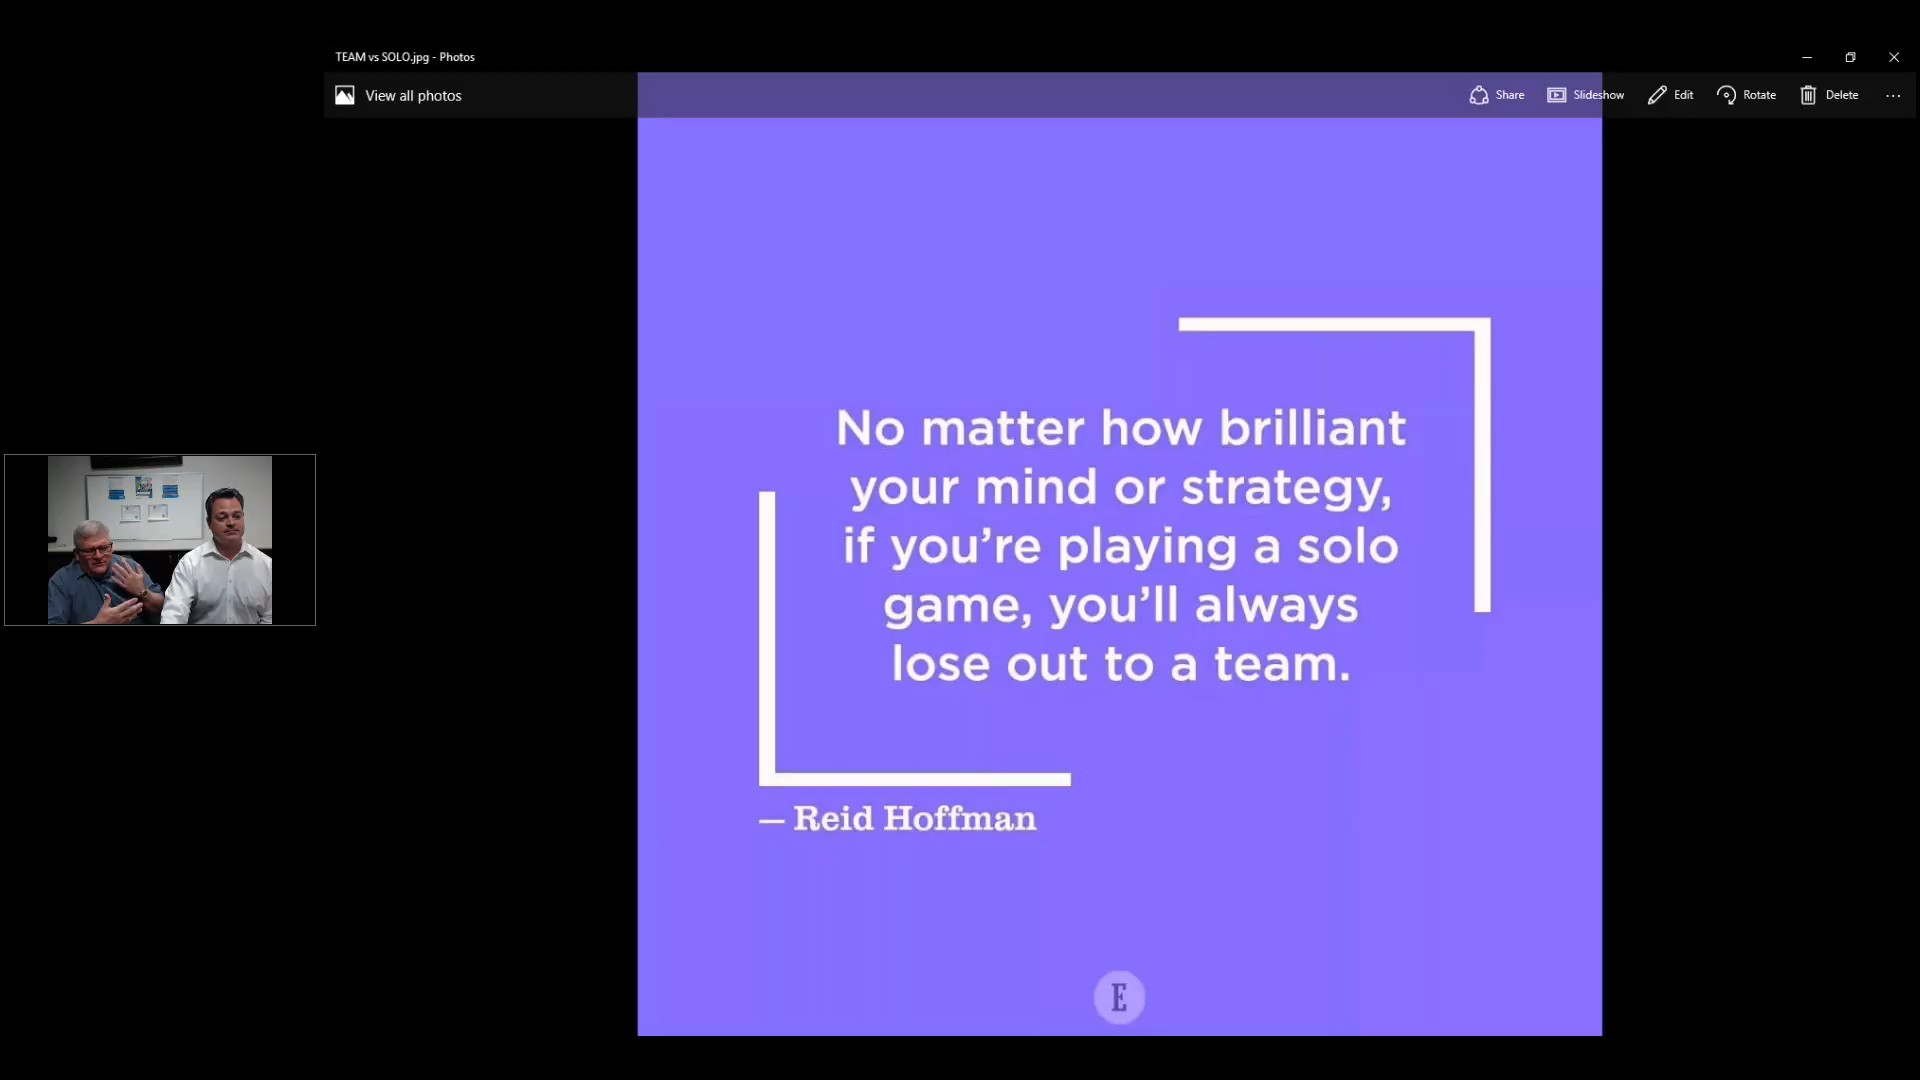 TEAM vs SOLO.jpg - Photos
View all photos
Share
Slideshow
Edit
Rotate
Delete
No matter how brilliant
your mind or strategy,
if you’re playing a solo
game, you’ll always
lose out to a team.
— Reid Hoffman
E